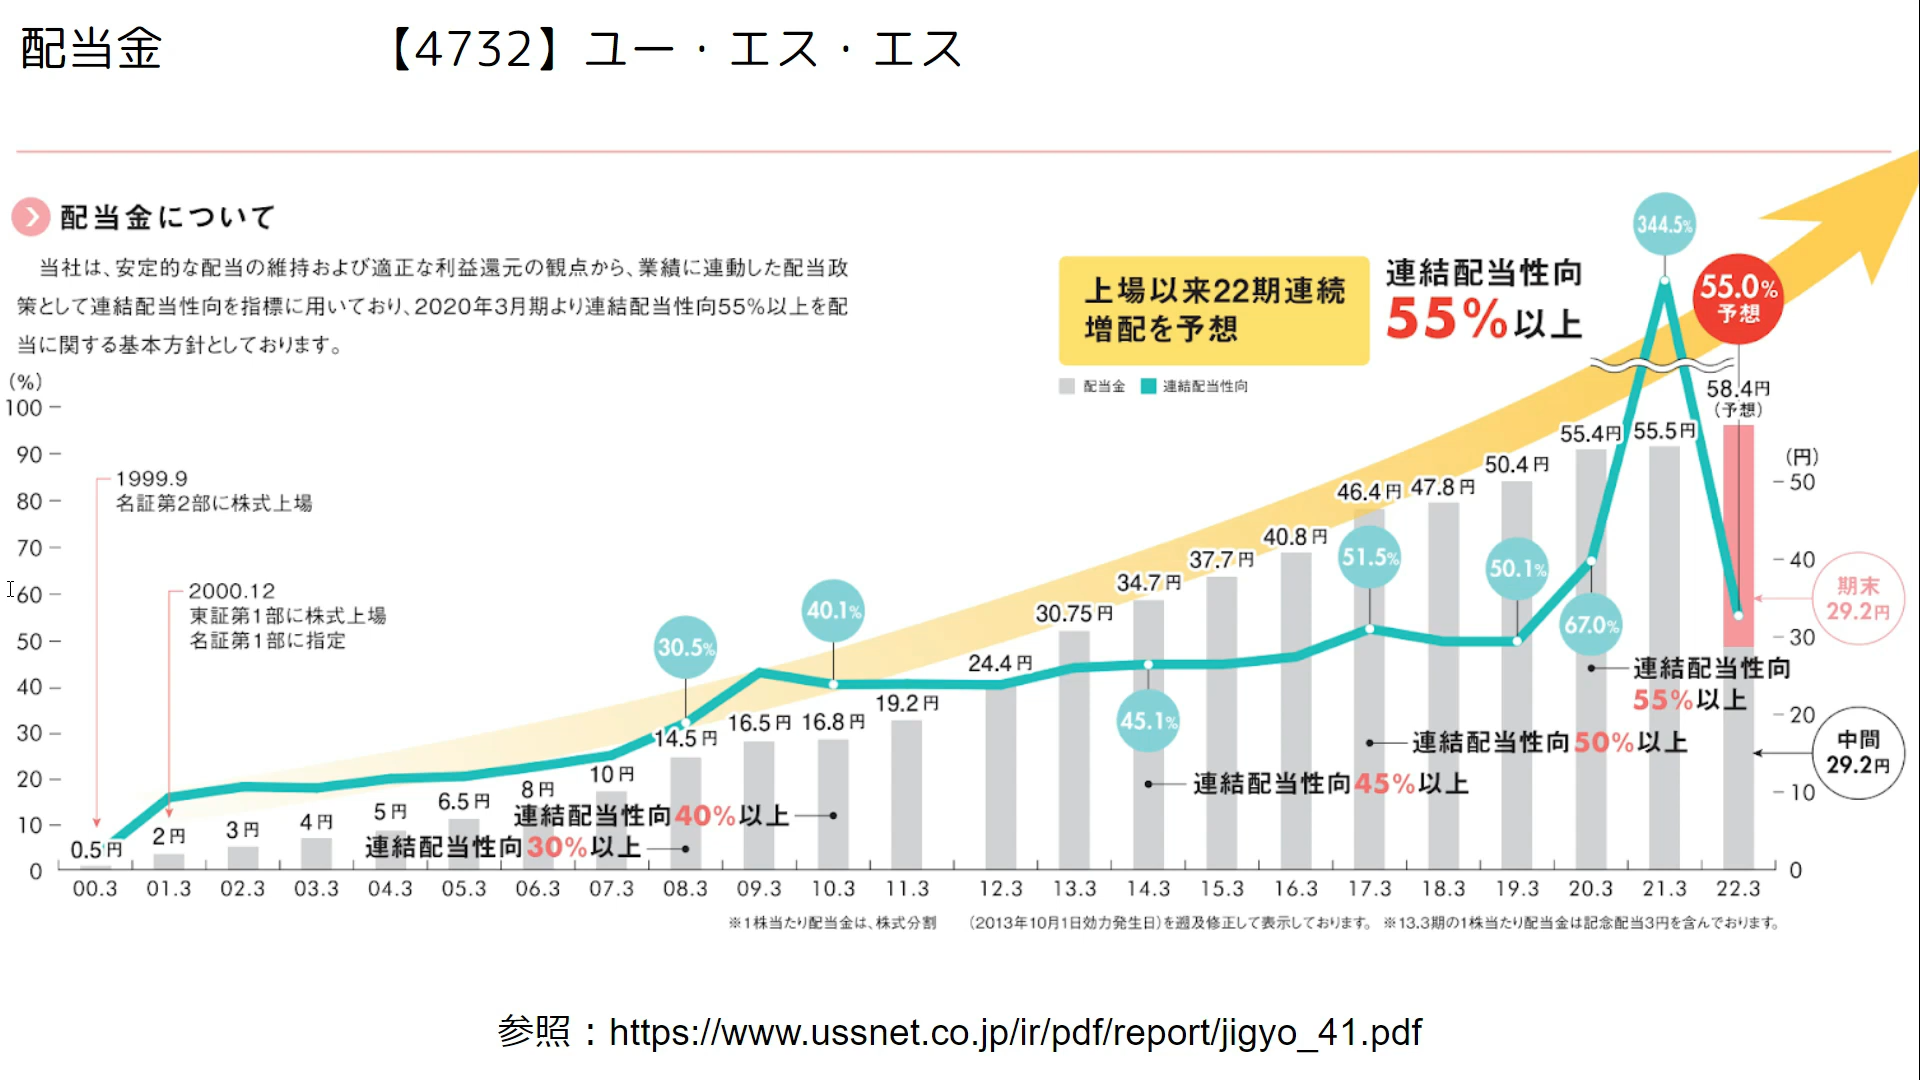 配当金 【4732】ユー・エス・エス
配当金について
当社は、安定的な配当の維持および適正な利益還元の観点から、業績に連動した配当政
策として連結配当性向を指標に用いており、2020年3月期より連結配当性向55%以上を配
当に関する基本方針としております。
上場以来22期連続
増配を予想
連結配当性向
55%以上
配当金 連結配当性向
344.5%
55.0%
予想
(%)
100
90
80
70
60
50
40
30
20
10
0
1999.9
名証第2部に株式上場
2000.12
東証第1部に株式上場
名証第1部に指定
0.5円
2円
3円
4円
5円
6.5円
8円
10円
14.5円
16.5円
16.8円
19.2円
24.4円
30.75円
34.7円
37.7円
40.8円
46.4円
47.8円
50.4円
55.4円
55.5円
58.4円
(予想)
30.5%
40.1%
45.1%
51.5%
50.1%
67.0%
連結配当性向30%以上
連結配当性向40%以上
連結配当性向45%以上
連結配当性向50%以上
連結配当性向
55%以上
(円)
50
40
30
20
10
0
期末
29.2円
中間
29.2円
00.3 01.3 02.3 03.3 04.3 05.3 06.3 07.3 08.3 09.3 10.3 11.3 12.3 13.3 14.3 15.3 16.3 17.3 18.3 19.3 20.3 21.3 22.3
※1株当たり配当金は、株式分割 (2013年10月1日効力発生日)を遡及修正して表示しております。 ※13.3期の1株当たり配当金は記念配当3円を含んでおります。
参照：https://www.ussnet.co.jp/ir/pdf/report/jigyo_41.pdf